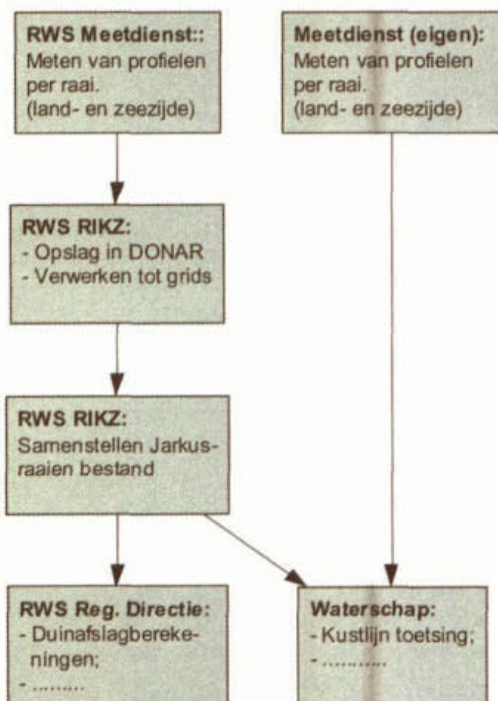 RWS Meetdienst::
Meten van profielen
per raai.
(land- en zeezijde)
Meetdienst (eigen):
Meten van profielen
per raai.
(land- en zeezijde)
RWS RIKZ:
- Opslag in DONAR
- Verwerken tot grids
RWS RIKZ:
Samenstellen Jarkus-
raaien bestand
RWS Reg. Directie:
- Duinafslagbereke-
ningen;
- .........
Waterschap:
- Kustlijn toetsing;
- ...........